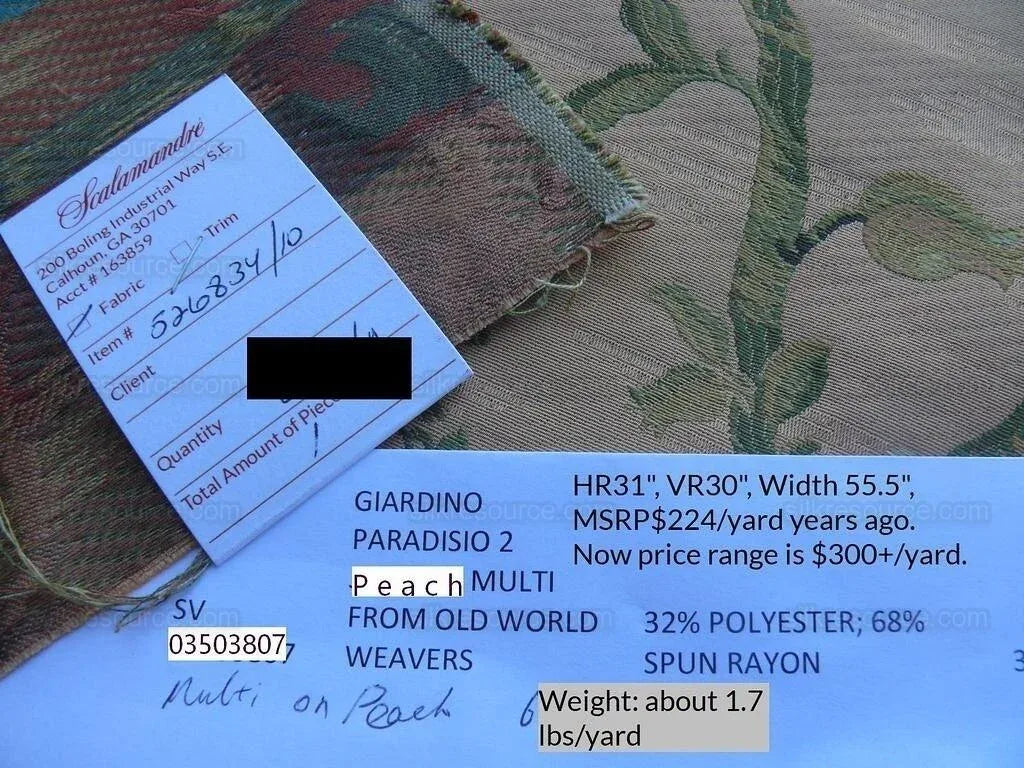 Scalamandré
200 Boling Industrial Way S.E.
Calhoun, GA 30701
Acct # 163859
Fabric Trim
Item # 526834/10
Client
Quantity
Total Amount of Piece
1
GIARDINO
PARADISIO 2
Peach MULTI
FROM OLD WORLD
WEAVERS
HR31", VR30", Width 55.5",
MSRP$224/yard years ago.
Now price range is $300+/yard.
SV
03503807
32% POLYESTER; 68%
SPUN RAYON
Multi on Peach
Weight: about 1.7
lbs/yard
silkresource.com